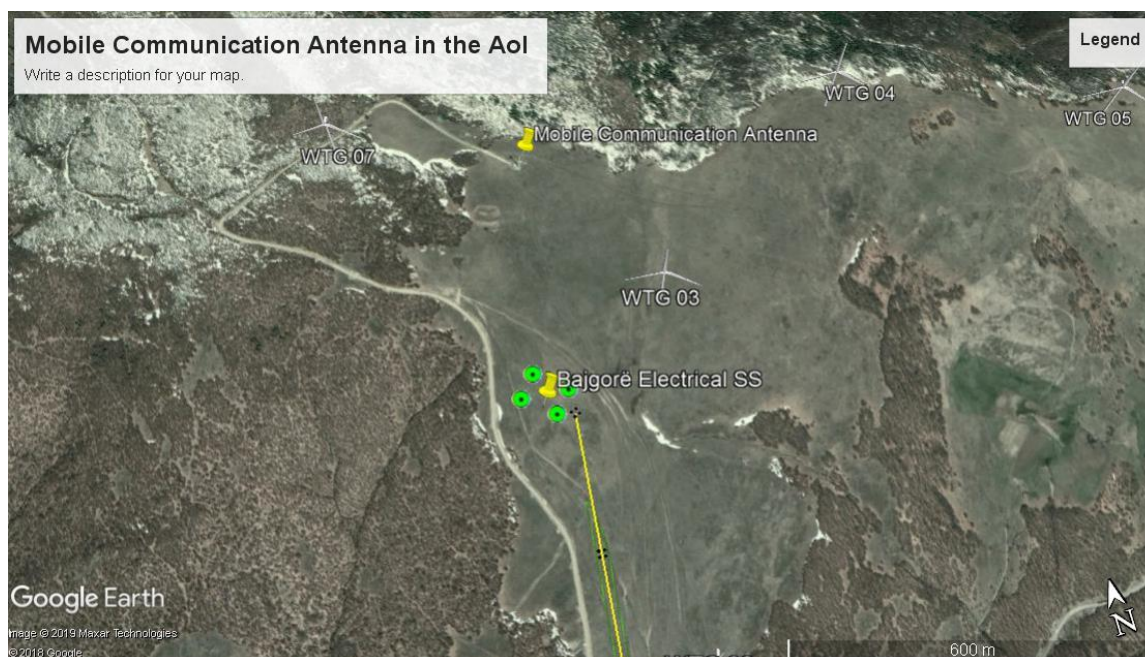 Mobile Communication Antenna in the AoI
Write a description for your map.
Legend
WTG 04
WTG 05
Mobile Communication Antenna
WTG 07
WTG 03
Bajgorë Electrical SS
Google Earth
N
Image © 2019 Maxar Technologies
© 2018 Google
600 m